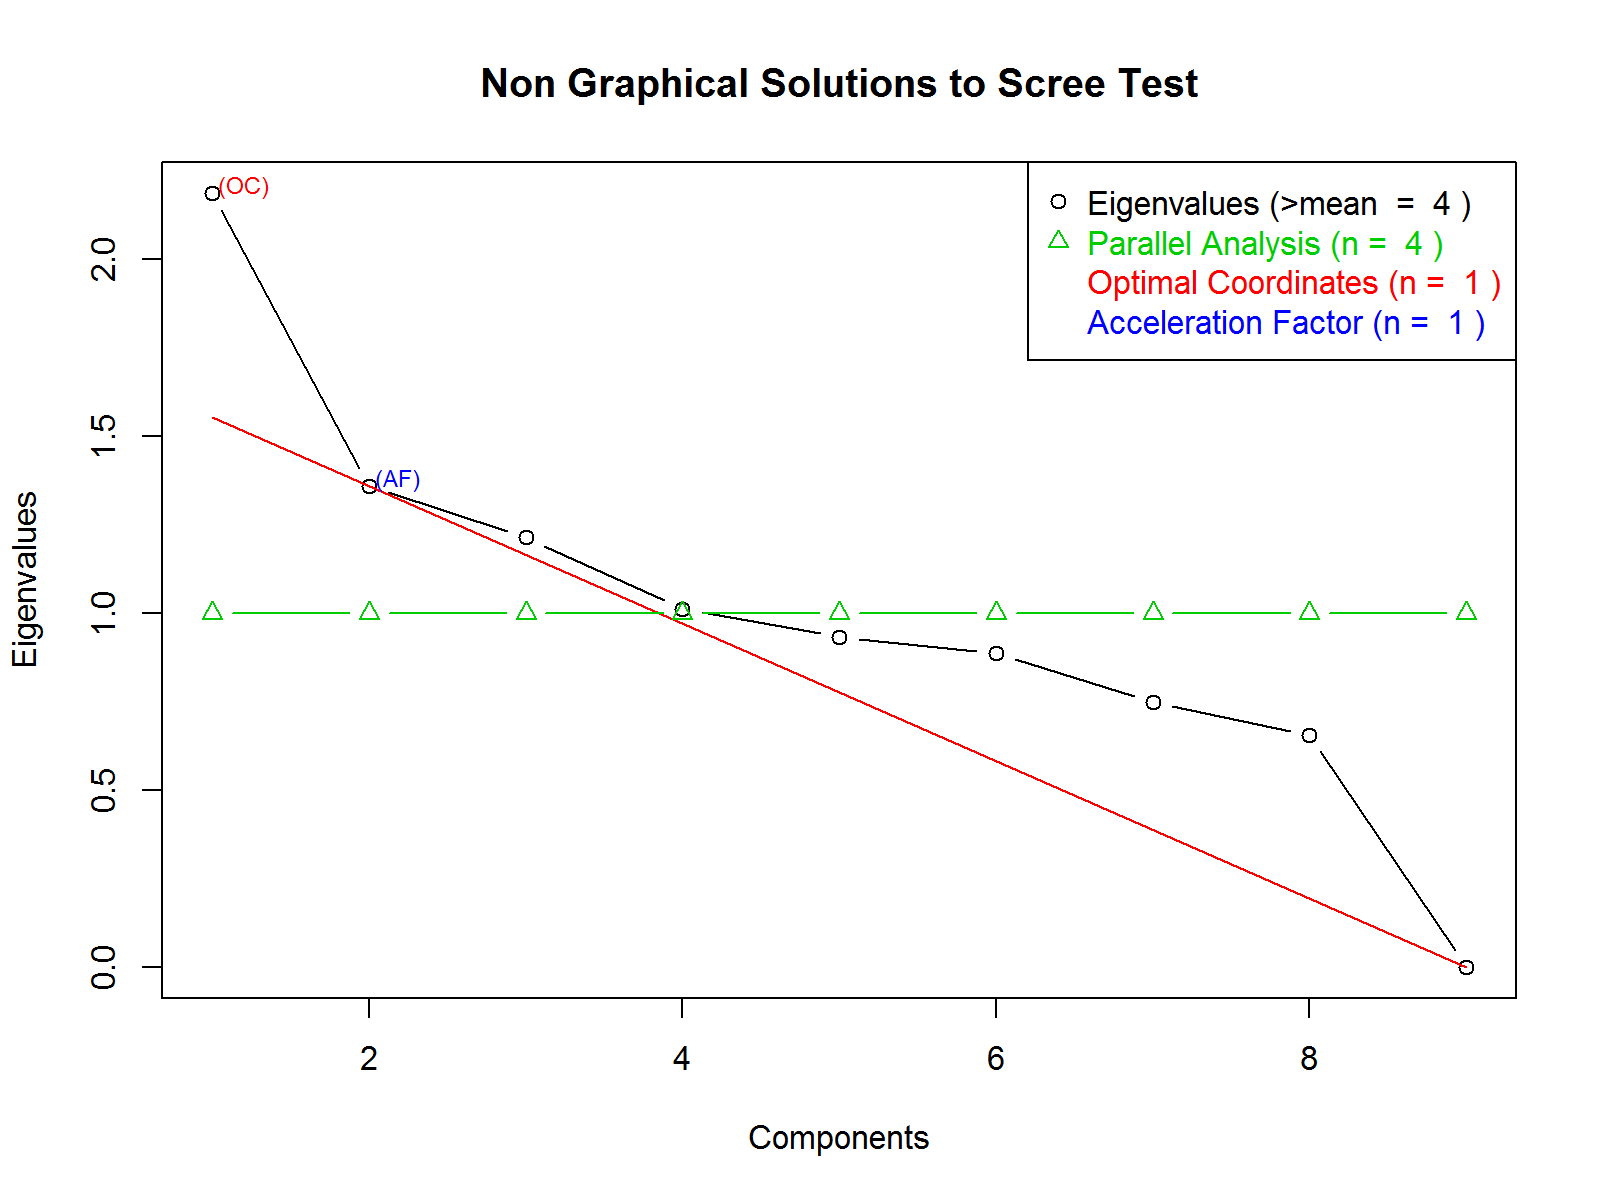 Non Graphical Solutions to Scree Test
(OC)
Eigenvalues (>mean  =  4 )
Parallel Analysis (n =  4 )
Optimal Coordinates (n =  1 )
Acceleration Factor (n =  1 )
(AF)
Eigenvalues
2.0
1.5
1.0
0.5
0.0
2 4 6 8
Components